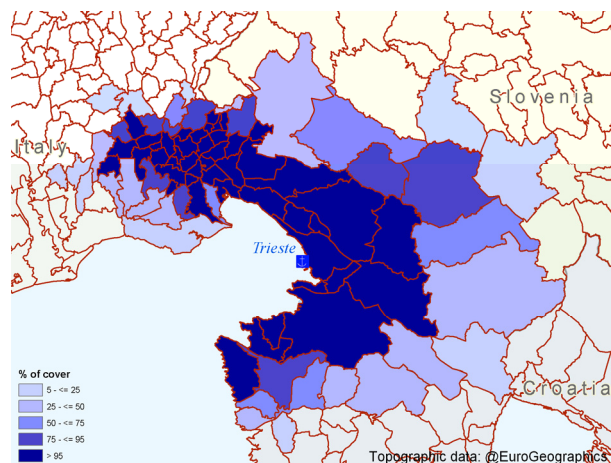 Slovenia
Italy
Trieste
% of cover
5 - <= 25
25 - <= 50
50 - <= 75
75 - <= 95
> 95
Croatia
Topographic data: @EuroGeographics